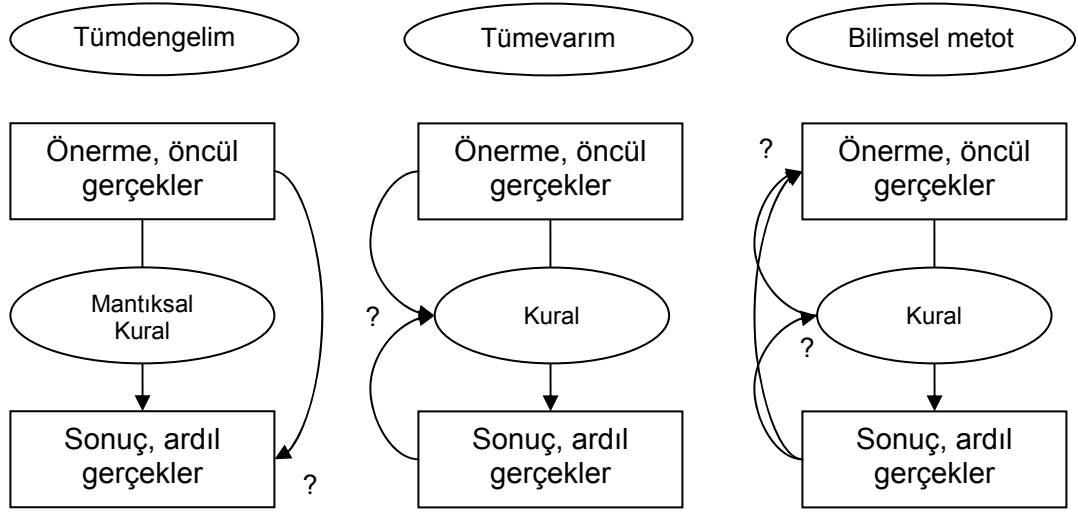 Tümdengelim
Önerme, öncül
gerçekler
Mantıksal
Kural
Sonuç, ardıl
gerçekler
?
Tümevarım
Önerme, öncül
gerçekler
?
Kural
Sonuç, ardıl
gerçekler
Bilimsel metot
?
Önerme, öncül
gerçekler
Kural
?
Sonuç, ardıl
gerçekler